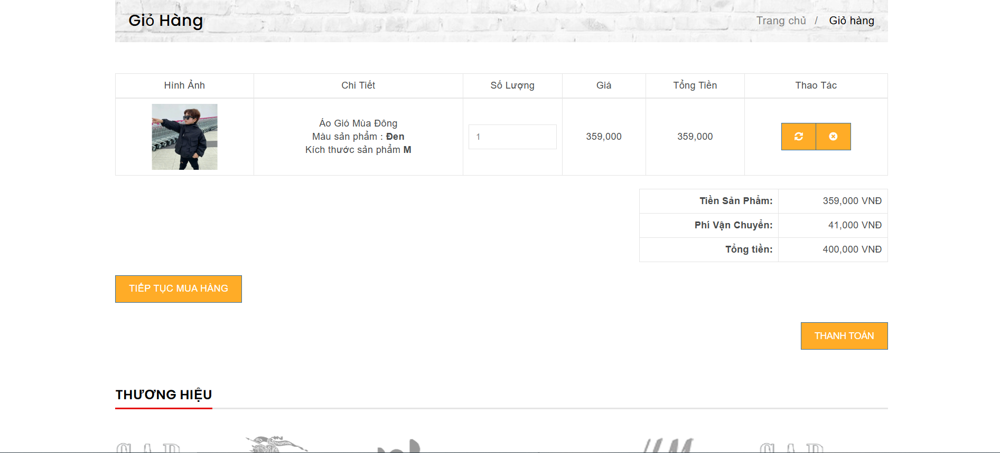 Giỏ Hàng
Trang chủ / Giỏ hàng
Hình Ảnh Chi Tiết Số Lượng Giá Tổng Tiền Thao Tác
Áo Gió Mùa Đông
Màu sản phẩm : Đen
Kích thước sản phẩm M
1
359,000
359,000
Tiền Sản Phẩm: 359,000 VNĐ
Phí Vận Chuyển: 41,000 VNĐ
Tổng tiền: 400,000 VNĐ
TIẾP TỤC MUA HÀNG
THANH TOÁN
THƯƠNG HIỆU